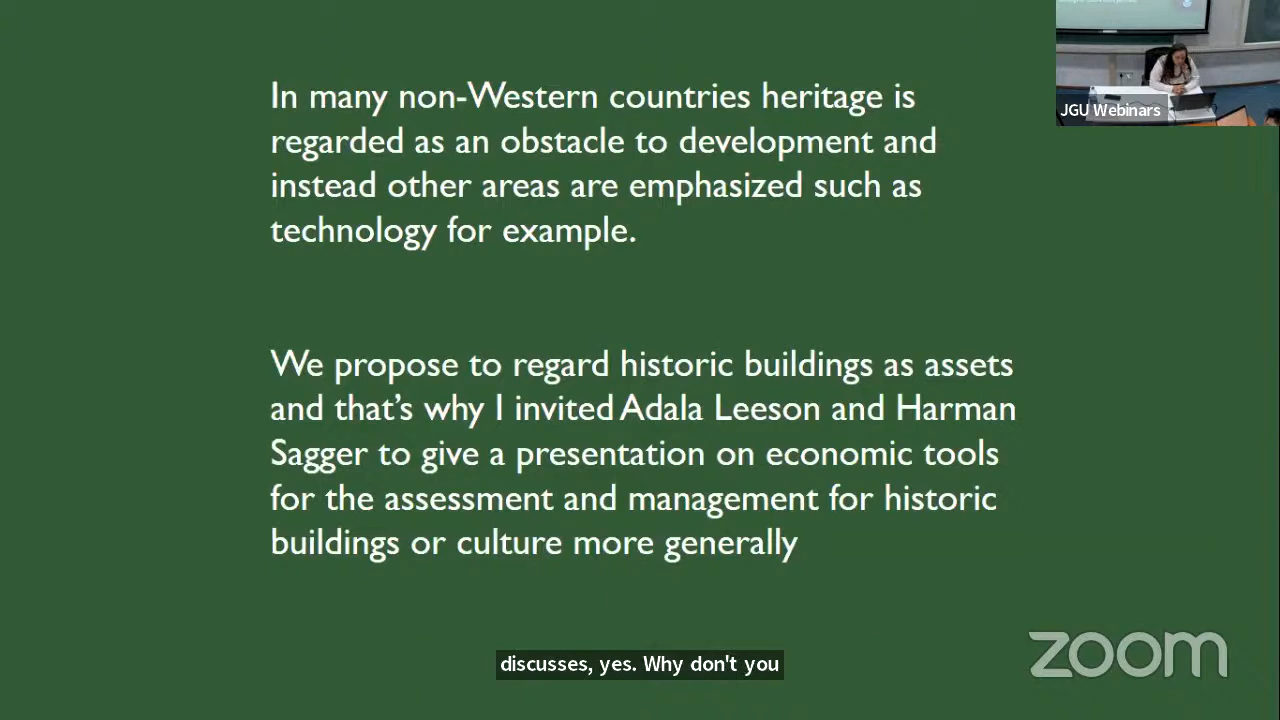 In many non-Western countries heritage is
regarded as an obstacle to development and
instead other areas are emphasized such as
technology for example.
We propose to regard historic buildings as assets
and that's why I invited Adala Leeson and Harman
Sagger to give a presentation on economic tools
for the assessment and management for historic
buildings or culture more generally
JGU Webinars
discusses, yes. Why don't you
zoom